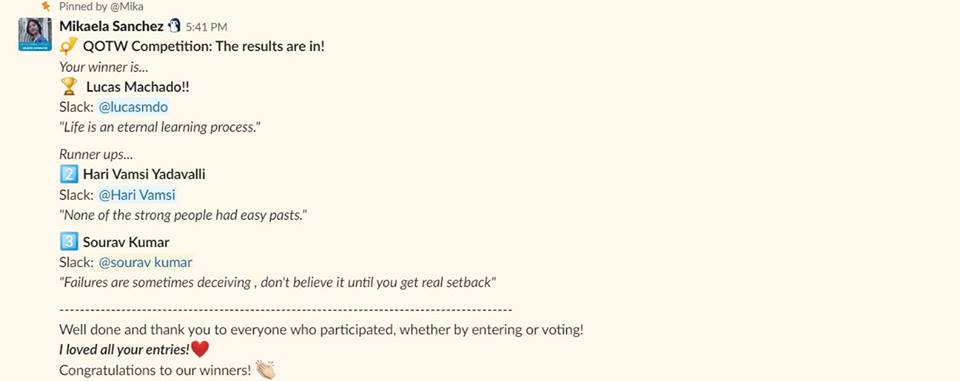 Pinned by @Mika
Mikaela Sanchez 🐧 5:41 PM
QOTW Competition: The results are in!
Your winner is...
🏆 Lucas Machado!!
Slack: @lucasmdo
"Life is an eternal learning process."
Runner ups...
2️⃣ Hari Vamsi Yadavalli
Slack: @Hari Vamsi
"None of the strong people had easy pasts."
3️⃣ Sourav Kumar
Slack: @sourav kumar
"Failures are sometimes deceiving , don't believe it until you get real setback"
----------------------------------------------------------------------------------------
Well done and thank you to everyone who participated, whether by entering or voting!
I loved all your entries!❤️
Congratulations to our winners! 👏🏼